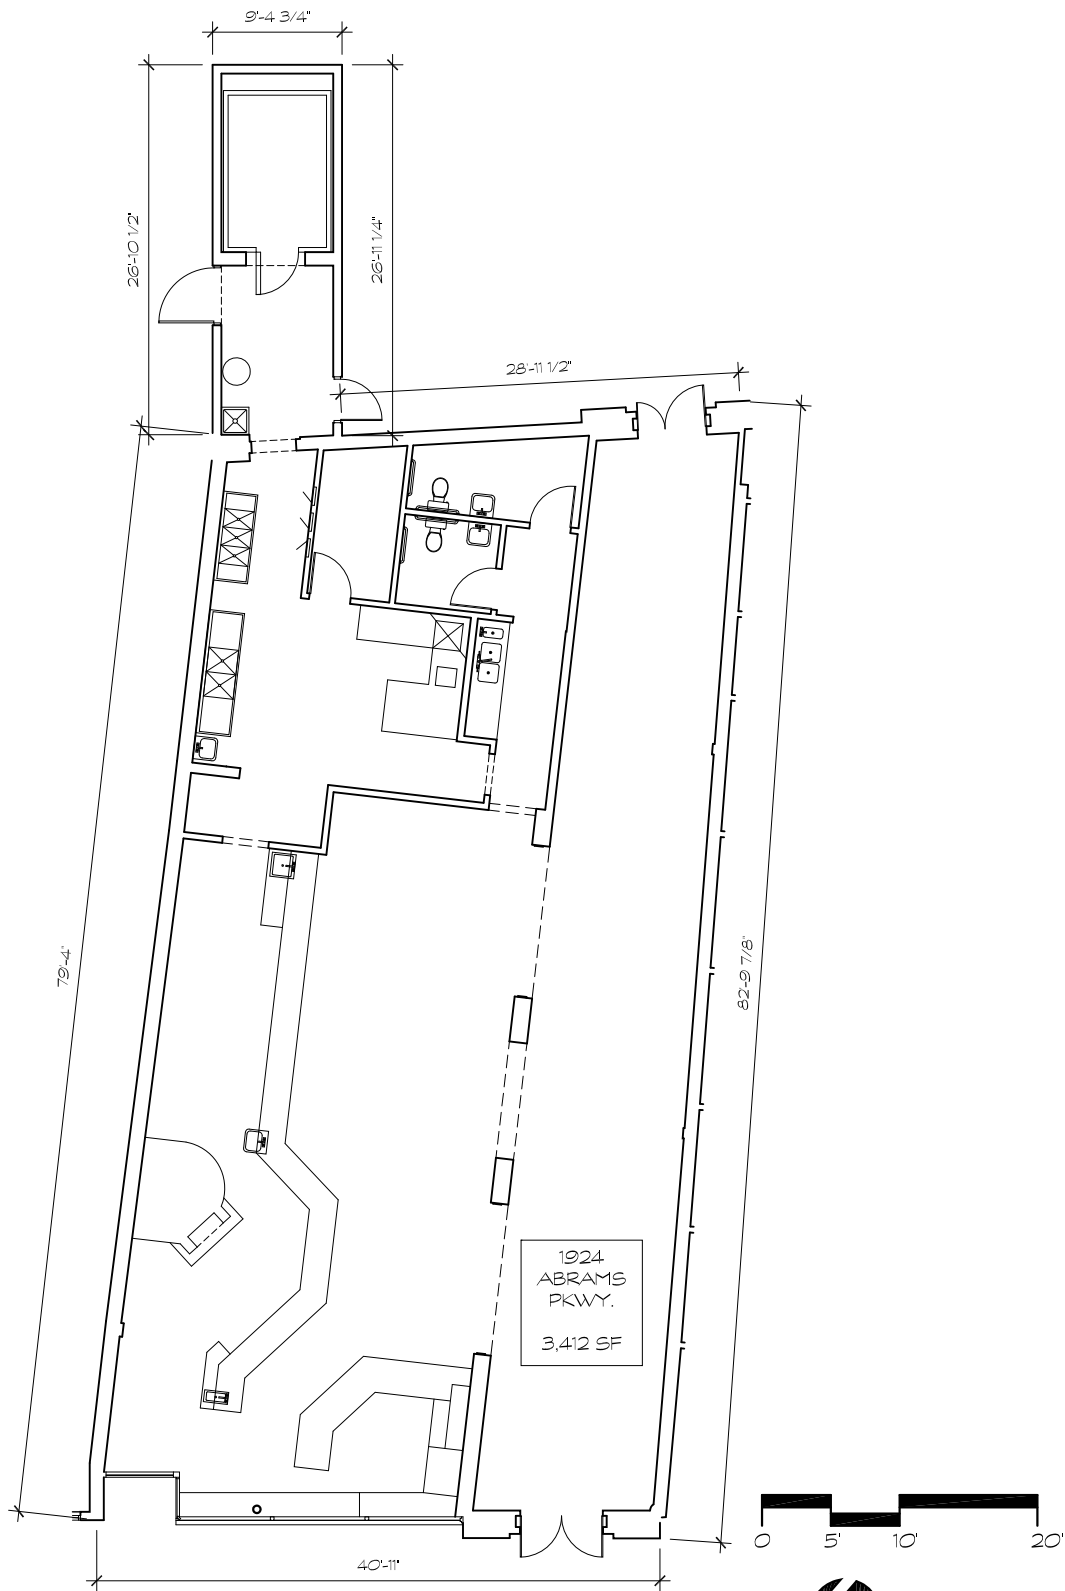 9'-4 3/4"
26'-10 1/2"
26'-11 1/4"
28'-11 1/2"
79'-4"
82'-9 7/8"
1924
ABRAMS
PKWY.
3,412 SF
0 5' 10' 20'
40'-11"